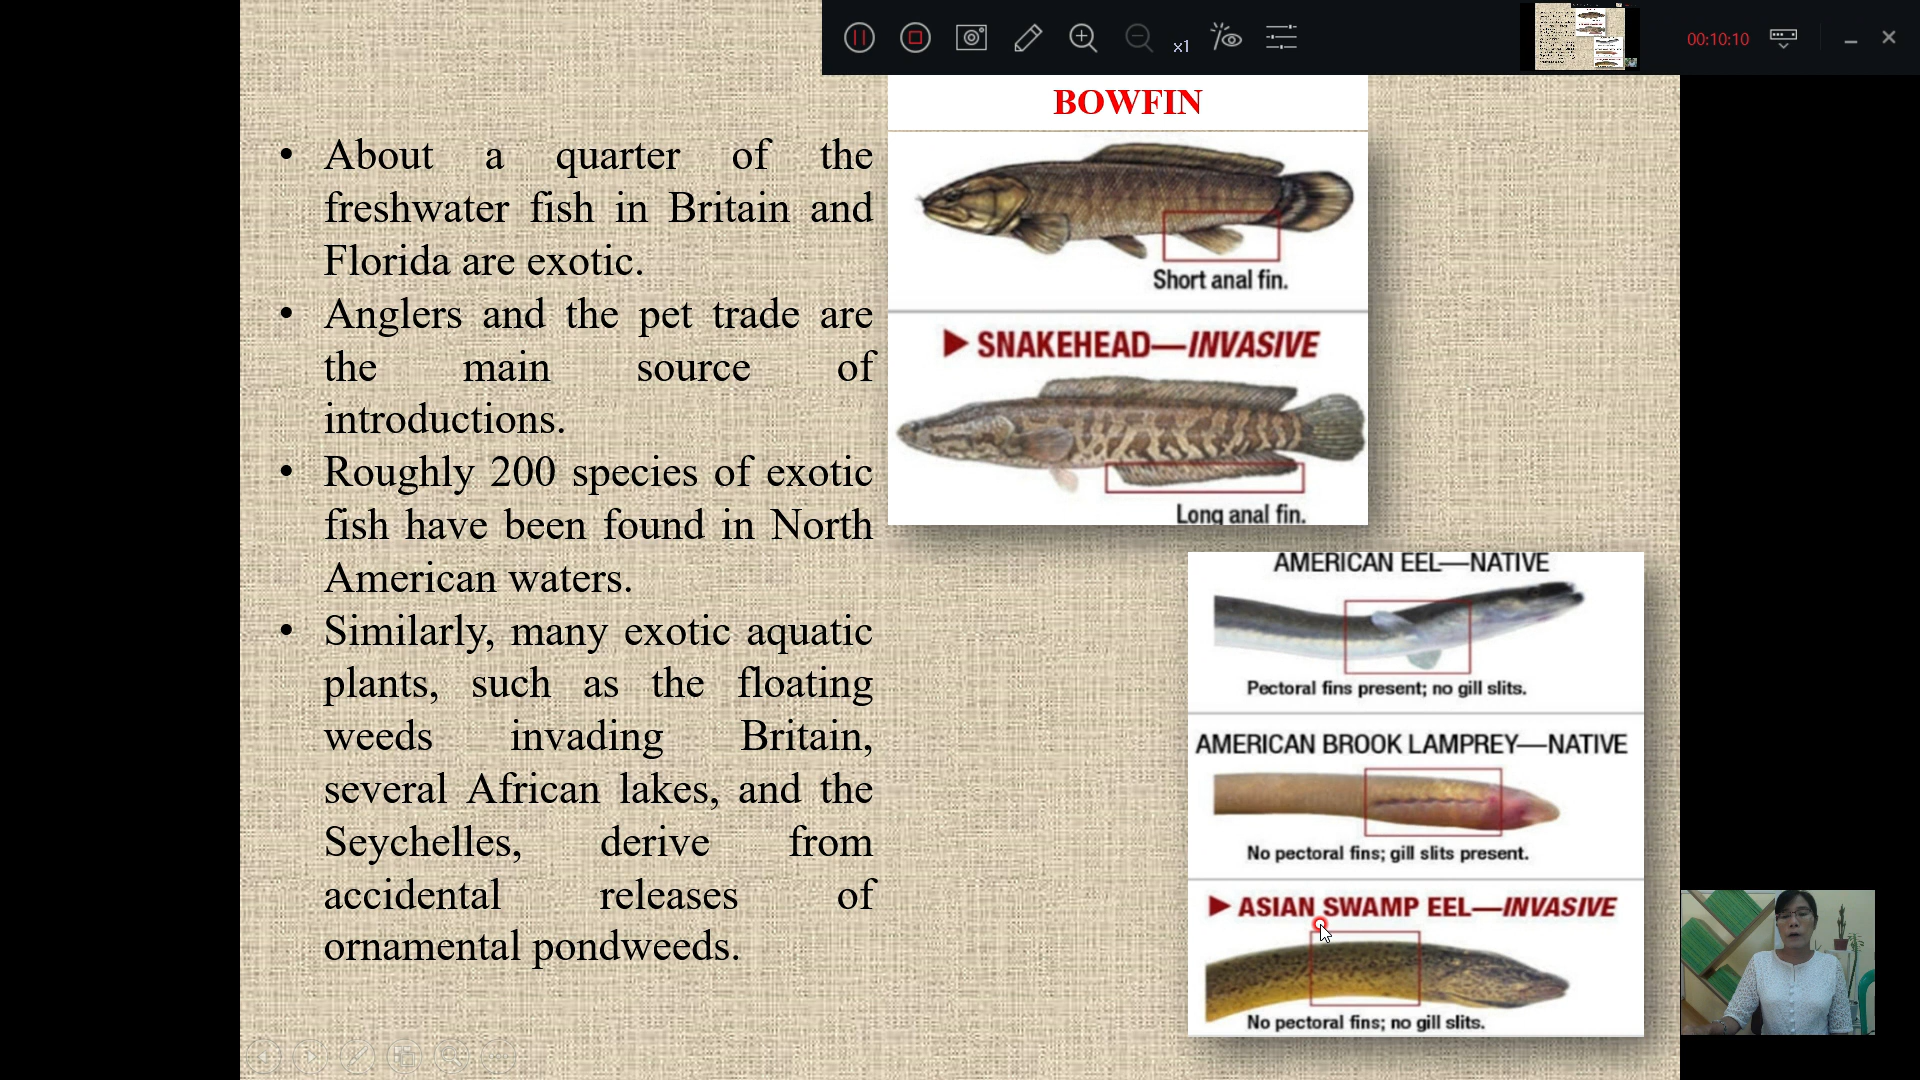 x1
00:10:10
• About a quarter of the
freshwater fish in Britain and
Florida are exotic.
• Anglers and the pet trade are
the main source of
introductions.
• Roughly 200 species of exotic
fish have been found in North
American waters.
• Similarly, many exotic aquatic
plants, such as the floating
weeds invading Britain,
several African lakes, and the
Seychelles, derive from
accidental releases of
ornamental pondweeds.
BOWFIN
Short anal fin.
SNAKEHEAD—INVASIVE
Long anal fin.
AMERICAN EEL—NATIVE
Pectoral fins present; no gill slits.
AMERICAN BROOK LAMPREY—NATIVE
No pectoral fins; gill slits present.
ASIAN SWAMP EEL—INVASIVE
No pectoral fins; no gill slits.